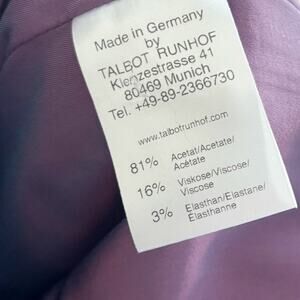 Made in Germany
by
TALBOT RUNHOF
Klenzestrasse 41
80469 Munich
Tel. +49-89-2366730
www.talbotrunhof.com
81% Acetat/Acetate/
Acétate
16% Viskose/Viscose/
Viscose
3% Elasthan/Elastane/
Élasthanne